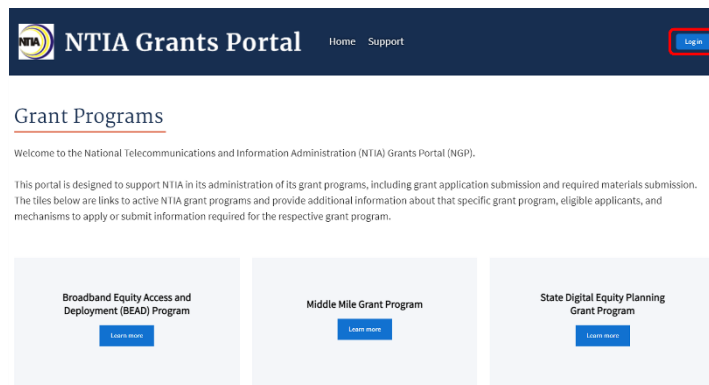 NTIA NTIA Grants Portal Home Support Log in
Grant Programs
Welcome to the National Telecommunications and Information Administration (NTIA) Grants Portal (NGP).
This portal is designed to support NTIA in its administration of its grant programs, including grant application submission and required materials submission.
The tiles below are links to active NTIA grant programs and provide additional information about that specific grant program, eligible applicants, and
mechanisms to apply or submit information required for the respective grant program.
Broadband Equity Access and
Deployment (BEAD) Program
Learn more
Middle Mile Grant Program
Learn more
State Digital Equity Planning
Grant Program
Learn more